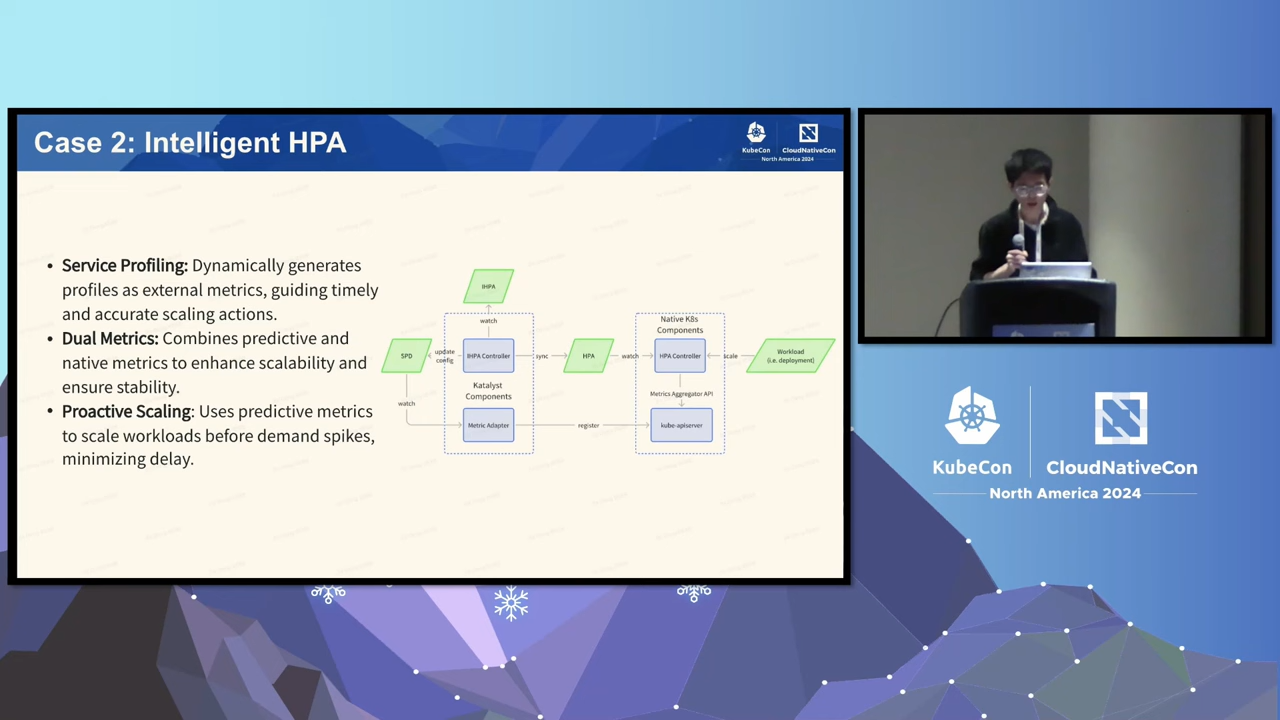 Case 2: Intelligent HPA
KubeCon
CloudNativeCon
North America 2024
• Service Profiling: Dynamically generates
profiles as external metrics, guiding timely
and accurate scaling actions.
• Dual Metrics: Combines predictive and
native metrics to enhance scalability and
ensure stability.
• Proactive Scaling: Uses predictive metrics
to scale workloads before demand spikes,
minimizing delay.
IHPA
watch
Native K8s
Components
SPD
update
config
IHPA Controller
sync
HPA
watch
HPA Controller
scale
Workload
(i.e. deployment)
Katalyst
Components
Metrics Aggregator API
watch
Metric Adapter
register
kube-apiserver
KubeCon
CloudNativeCon
North America 2024